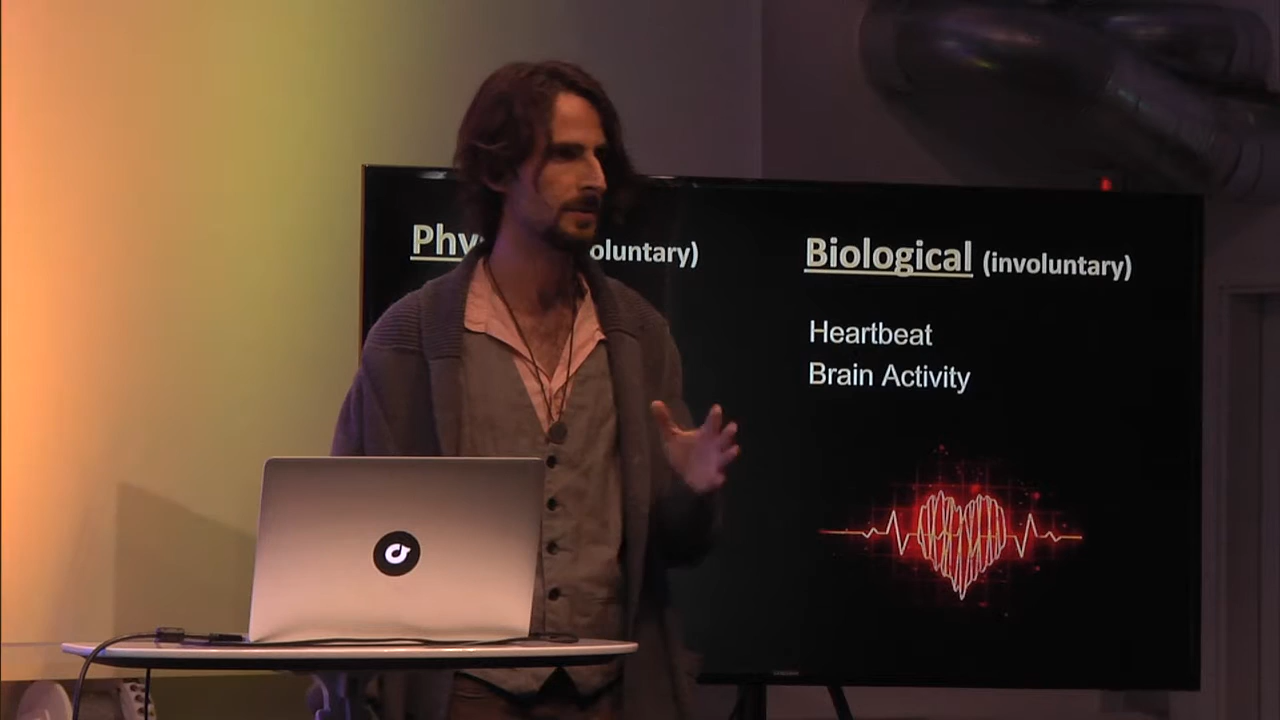 Phy oluntary)
Biological (involuntary)
Heartbeat
Brain Activity